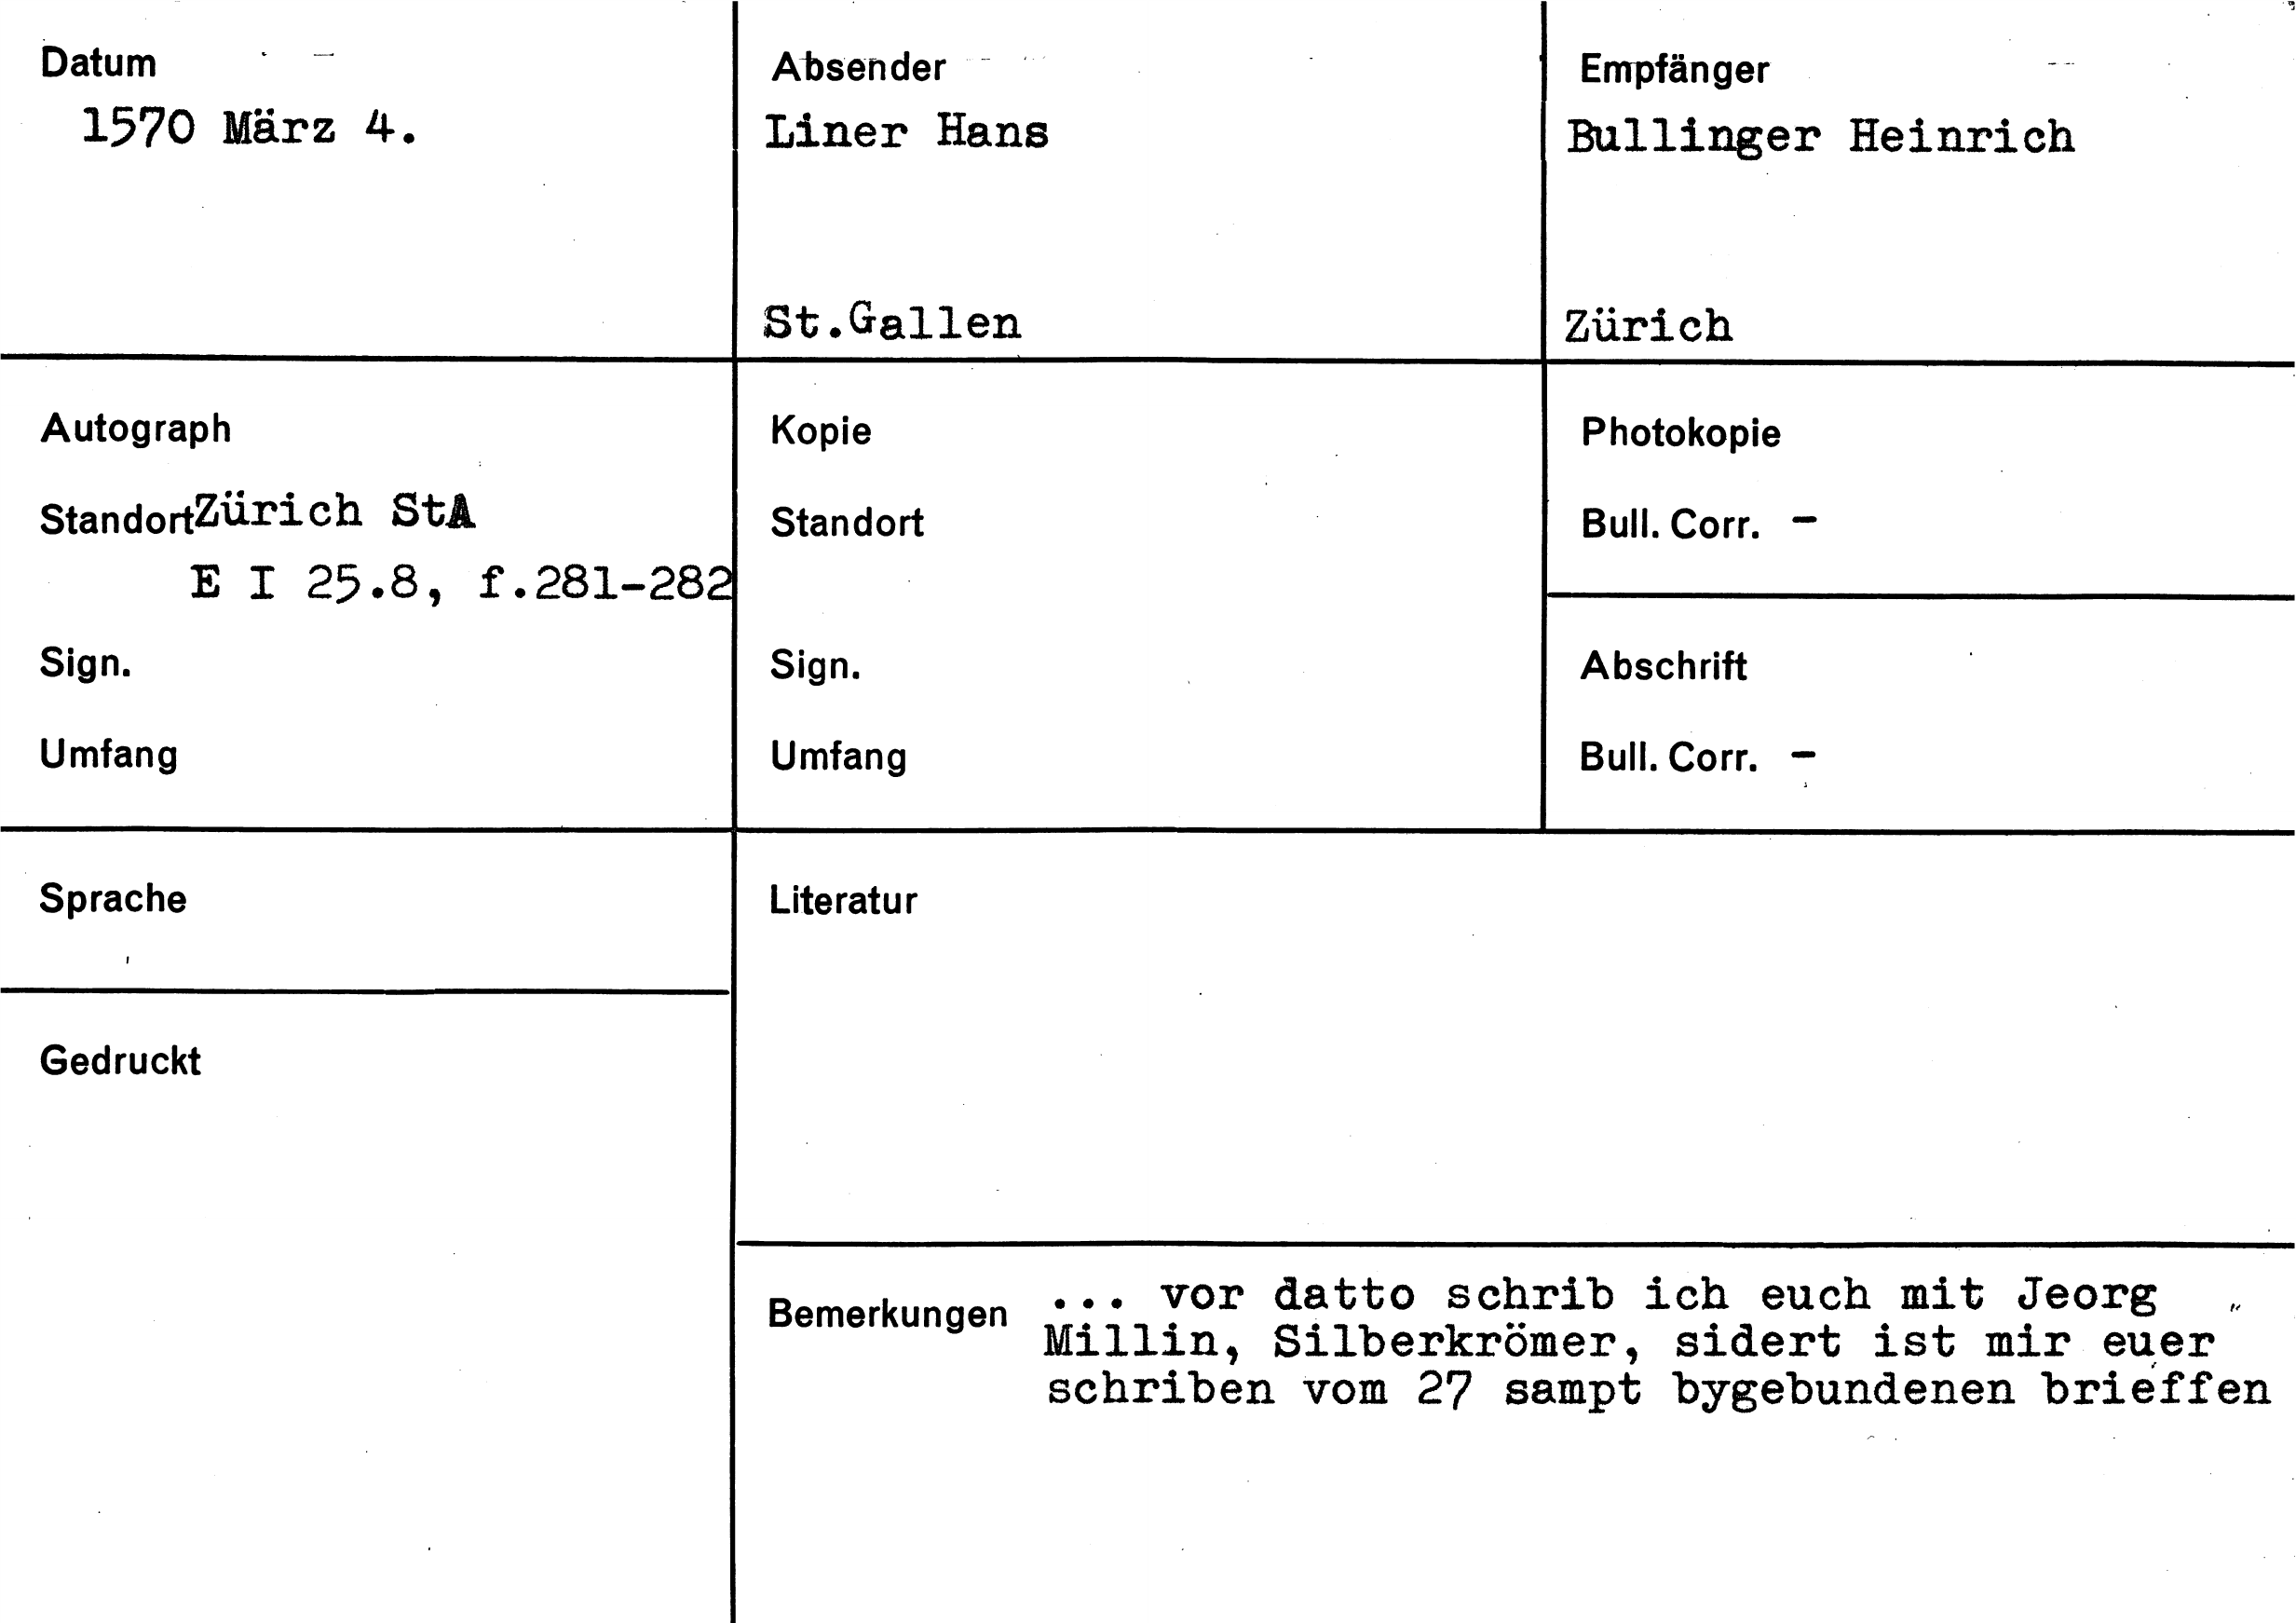 Datum
1570 März 4.
Absender
Liner Hans
St.Gallen
Empfänger
Bullinger Heinrich
Zürich
Autograph
Standort Zürich StA
E I 25.8, f.281-282
Sign.
Umfang
Kopie
Standort
Sign.
Umfang
Photokopie
Bull. Corr. -
Abschrift
Bull. Corr. -
Sprache
Gedruckt
Literatur
Bemerkungen ... vor datto schrib ich euch mit Jeorg
Millin, Silberkrömer, sidert ist mir euer
schriben vom 27 sampt bygebundenen brieffen